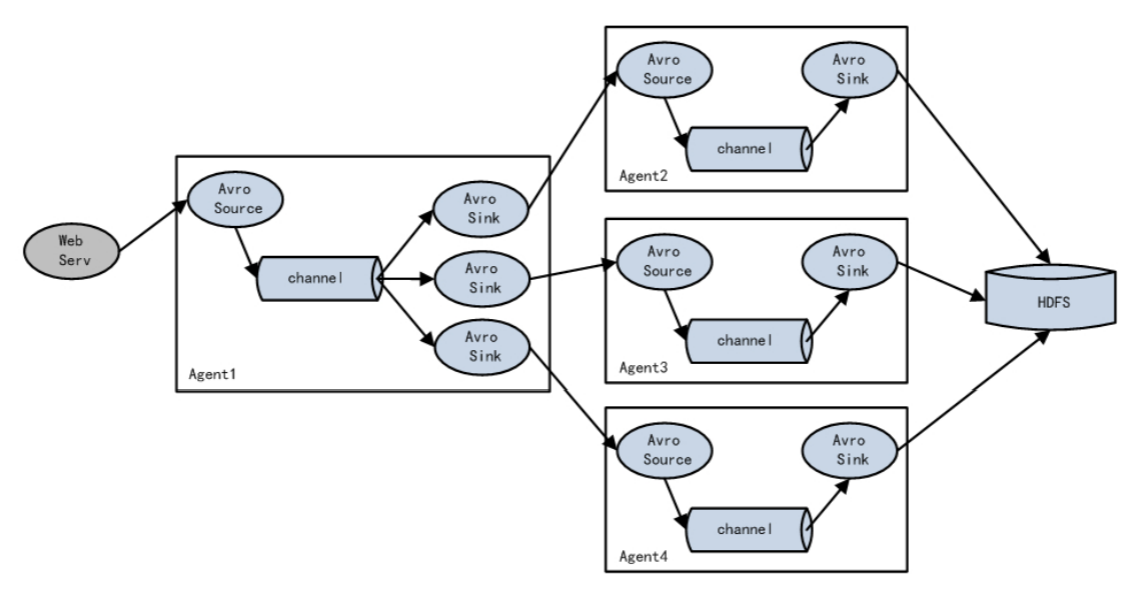 Web
Serv
Avro
Source
channel
Avro
Sink
Avro
Sink
Avro
Sink
Agent1
Avro
Source
channel
Avro
Sink
Agent2
Avro
Source
channel
Avro
Sink
Agent3
Avro
Source
channel
Avro
Sink
Agent4
HDFS